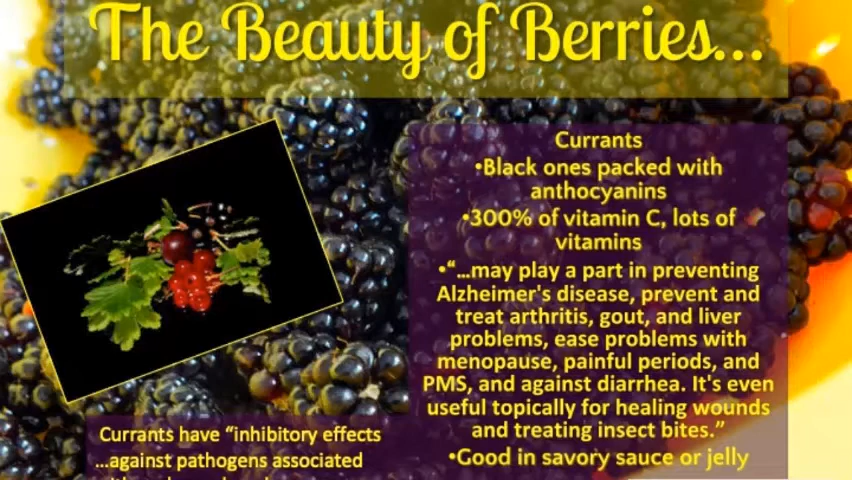 The Beauty of Berries...
Currants
•Black ones packed with
anthocyanins
•300% of vitamin C, lots of
vitamins
•“...may play a part in preventing
Alzheimer's disease, prevent and
treat arthritis, gout, and liver
problems, ease problems with
menopause, painful periods, and
PMS, and against diarrhea. It's even
useful topically for healing wounds
and treating insect bites.”
•Good in savory sauce or jelly
Currants have “inhibitory effects
...against pathogens associated